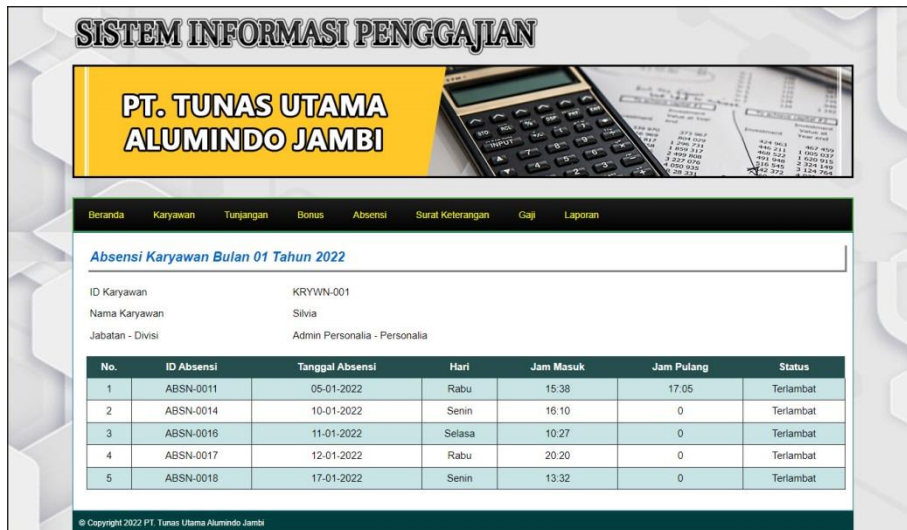 SISTEM INFORMASI PENGGAJIAN
PT. TUNAS UTAMA
ALUMINDO JAMBI
Beranda Karyawan Tunjangan Bonus Absensi Surat Keterangan Gaji Laporan
Absensi Karyawan Bulan 01 Tahun 2022
ID Karyawan KRYWN-001
Nama Karyawan Silvia
Jabatan - Divisi Admin Personalia - Personalia
No. ID Absensi Tanggal Absensi Hari Jam Masuk Jam Pulang Status
1 ABSN-0011 05-01-2022 Rabu 15:38 17:05 Terlambat
2 ABSN-0014 10-01-2022 Senin 16:10 0 Terlambat
3 ABSN-0016 11-01-2022 Selasa 10:27 0 Terlambat
4 ABSN-0017 12-01-2022 Rabu 20:20 0 Terlambat
5 ABSN-0018 17-01-2022 Senin 13:32 0 Terlambat
© Copyright 2022 PT. Tunas Utama Alumindo Jambi